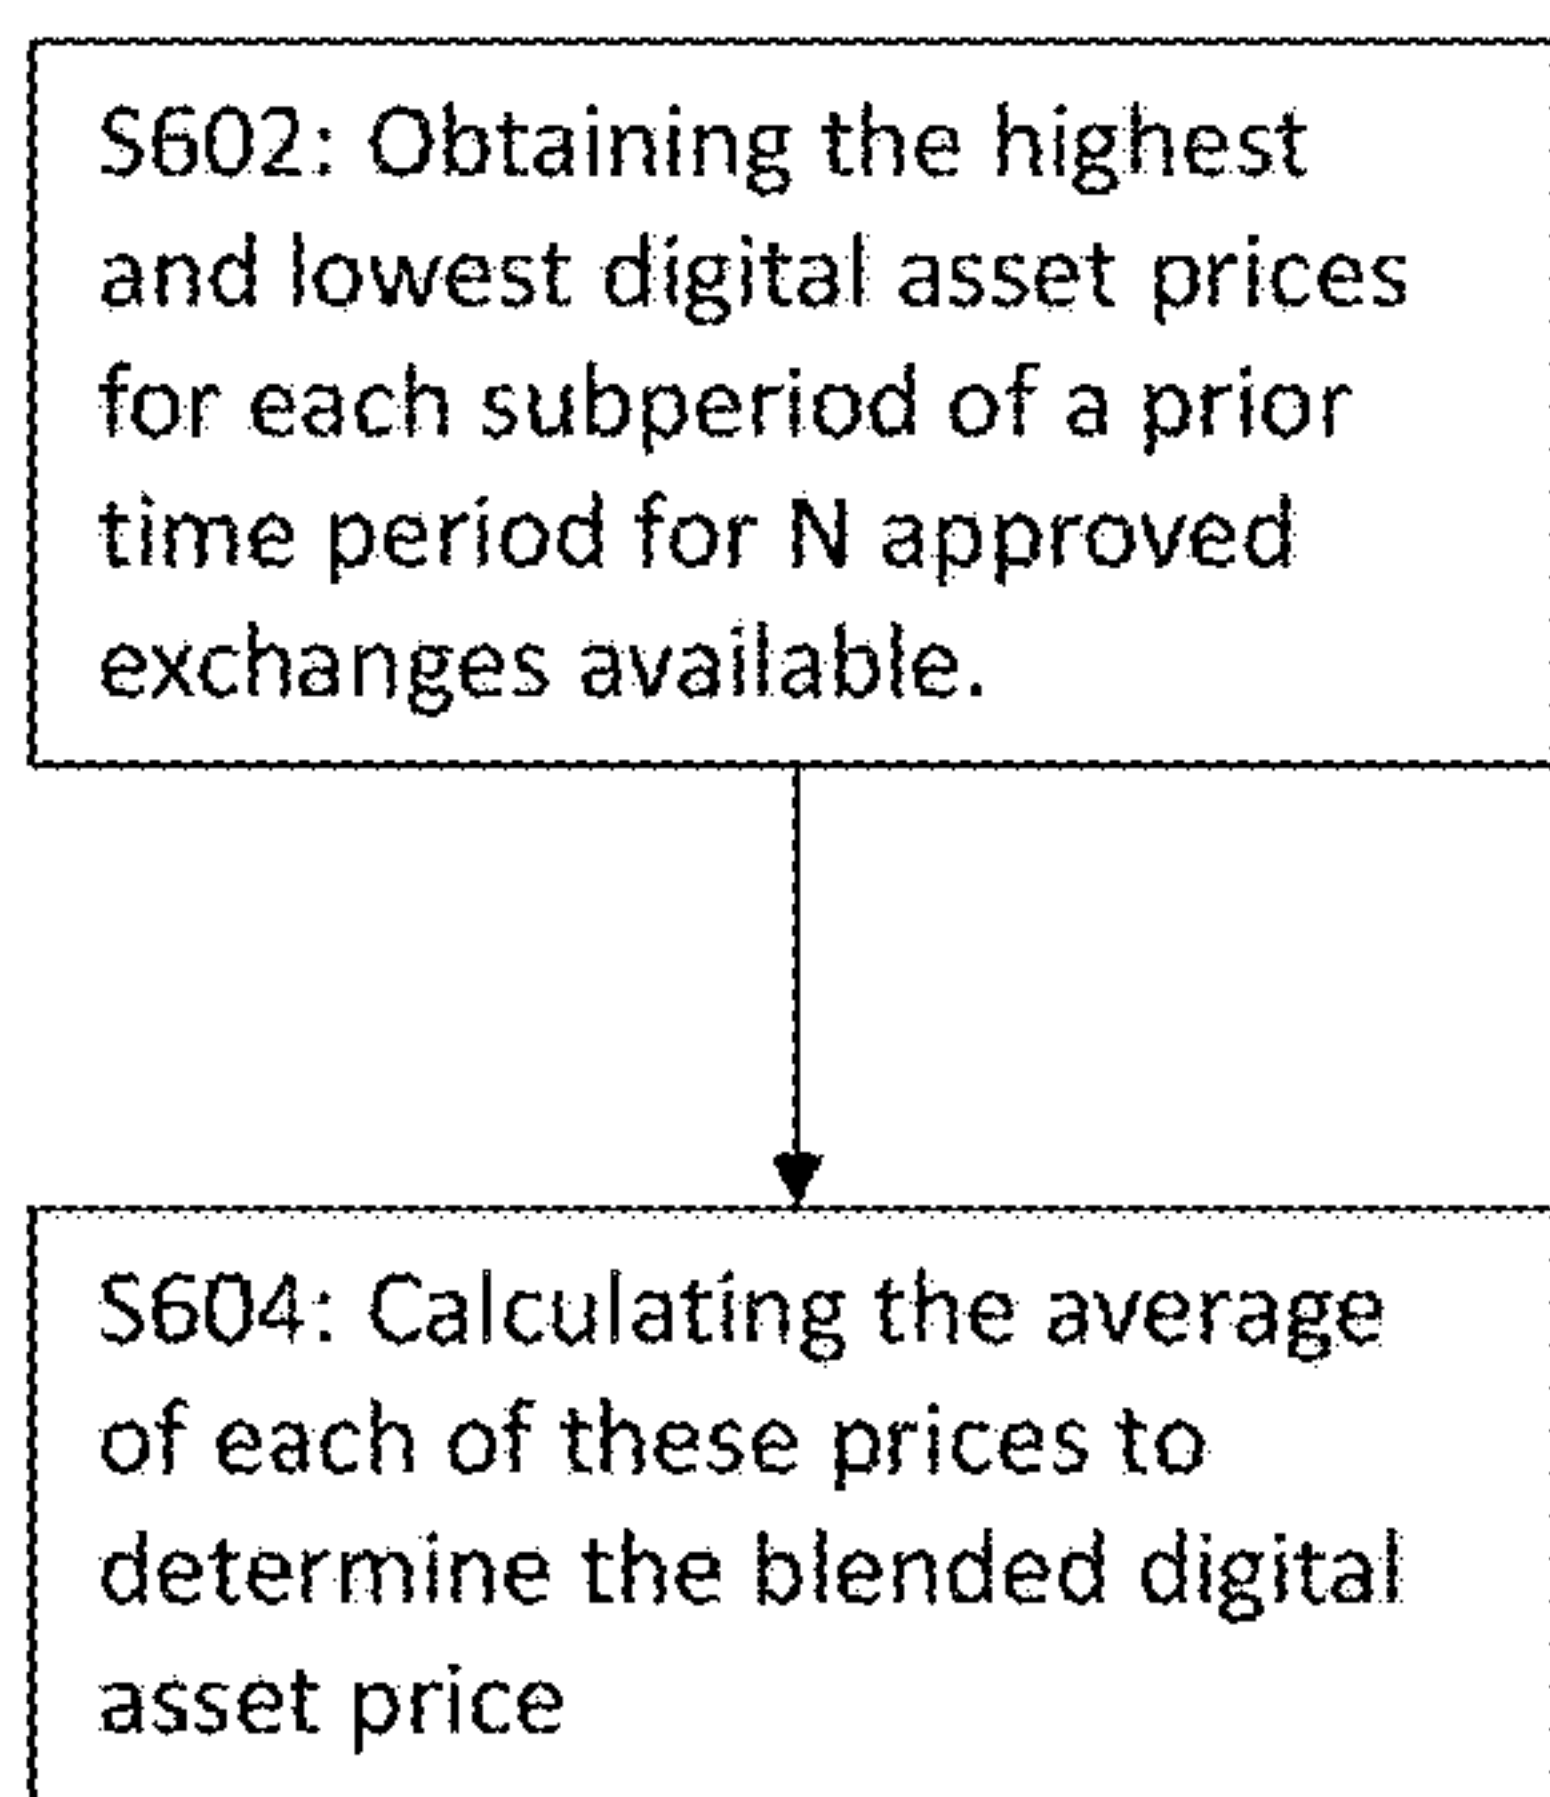 S602: Obtaining the highest
and lowest digital asset prices
for each subperiod of a prior
time period for N approved
exchanges available.
S604: Calculating the average
of each of these prices to
determine the blended digital
asset price